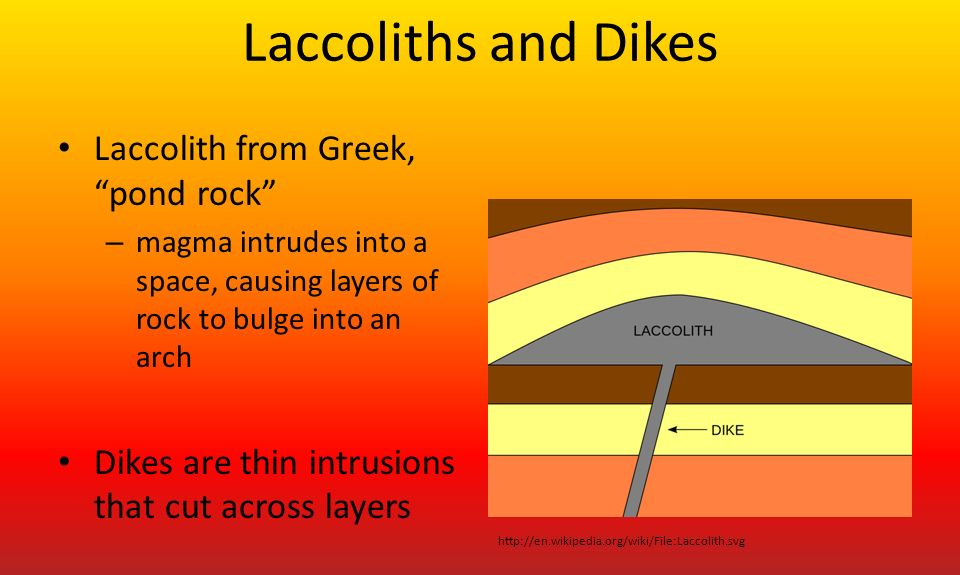 Laccoliths and Dikes
• Laccolith from Greek,
“pond rock”
– magma intrudes into a
space, causing layers of
rock to bulge into an
arch
• Dikes are thin intrusions
that cut across layers
LACCOLITH
DIKE
http://en.wikipedia.org/wiki/File:Laccolith.svg